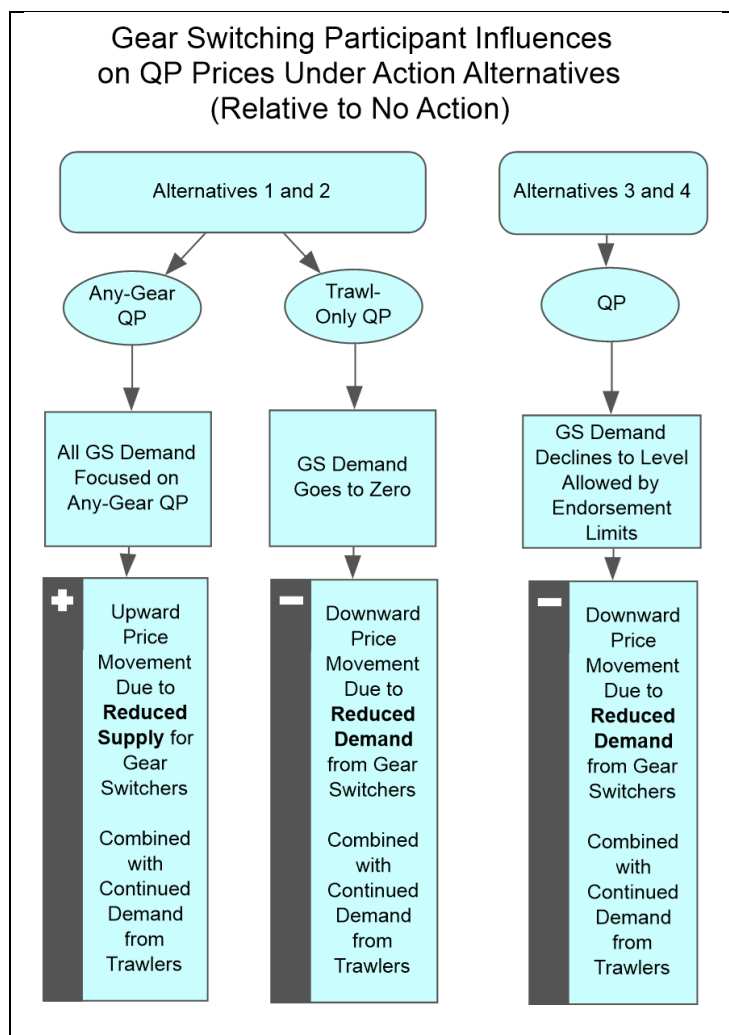 Gear Switching Participant Influences
on QP Prices Under Action Alternatives
(Relative to No Action)
Alternatives 1 and 2
Any-Gear
QP
All GS Demand
Focused on
Any-Gear QP
Upward
Price
Movement
Due to
Reduced
Supply for
Gear
Switchers
Combined
with
Continued
Demand
from
Trawlers
Trawl-
Only QP
GS Demand
Goes to Zero
Downward
Price
Movement
Due to
Reduced
Demand
from Gear
Switchers
Combined
with
Continued
Demand
from
Trawlers
Alternatives 3 and 4
QP
GS Demand
Declines to Level
Allowed by
Endorsement
Limits
Downward
Price
Movement
Due to
Reduced
Demand
from Gear
Switchers
Combined
with
Continued
Demand
from
Trawlers